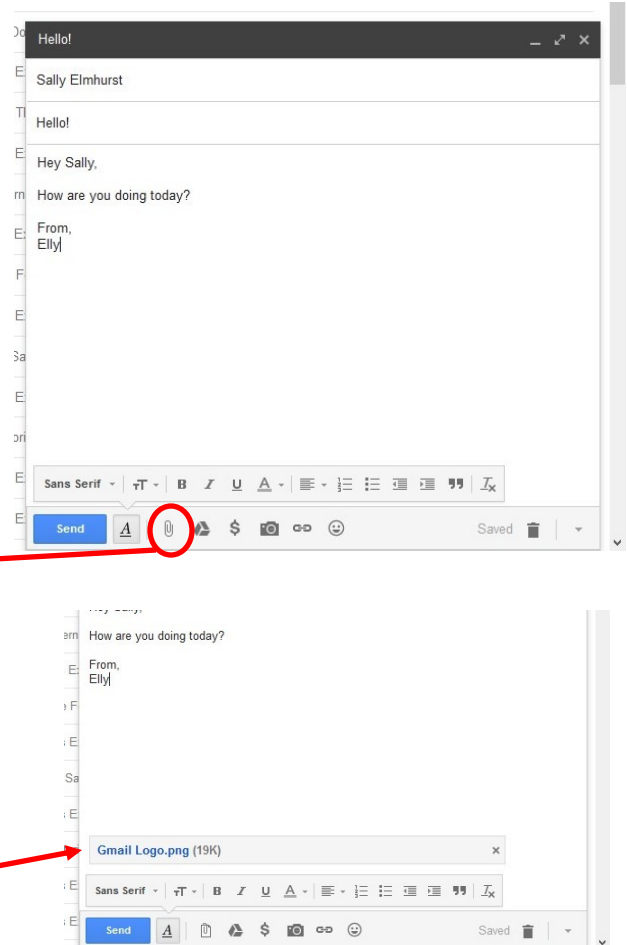 Hello!
Sally Elmhurst
Hello!
Hey Sally,
How are you doing today?
From,
Elly
Sans Serif
Send
Saved
How are you doing today?
From,
Elly
Gmail Logo.png (19K)
Sans Serif
Send
Saved